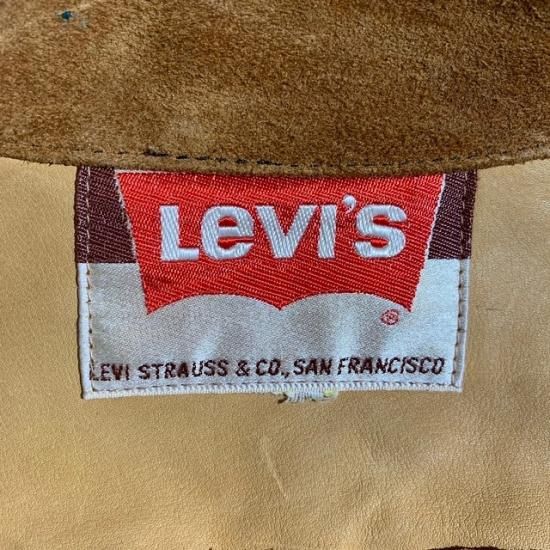 LeVI'S
®
LEVI STRAUSS & CO., SAN FRANCISCO